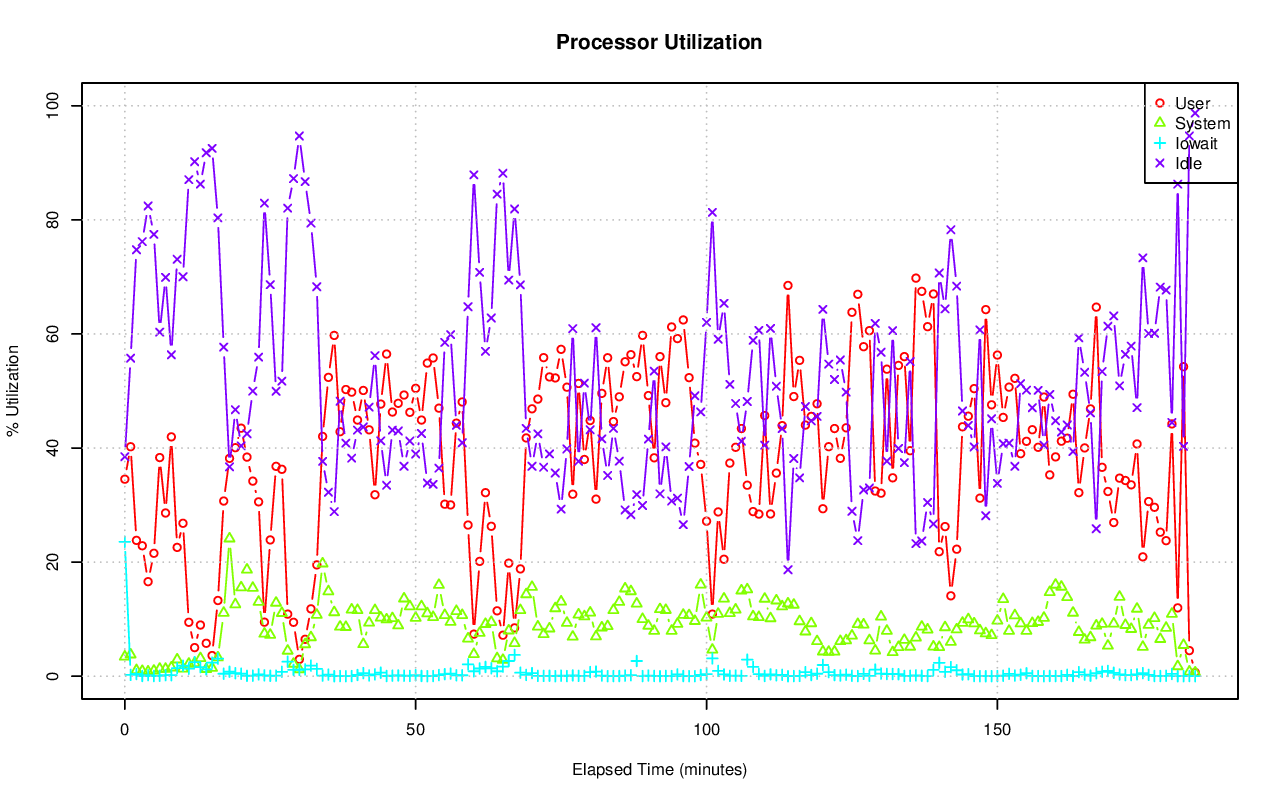 Processor Utilization
% Utilization
100
80
60
40
20
0
User
System
Iowait
Idle
0 50 100 150
Elapsed Time (minutes)